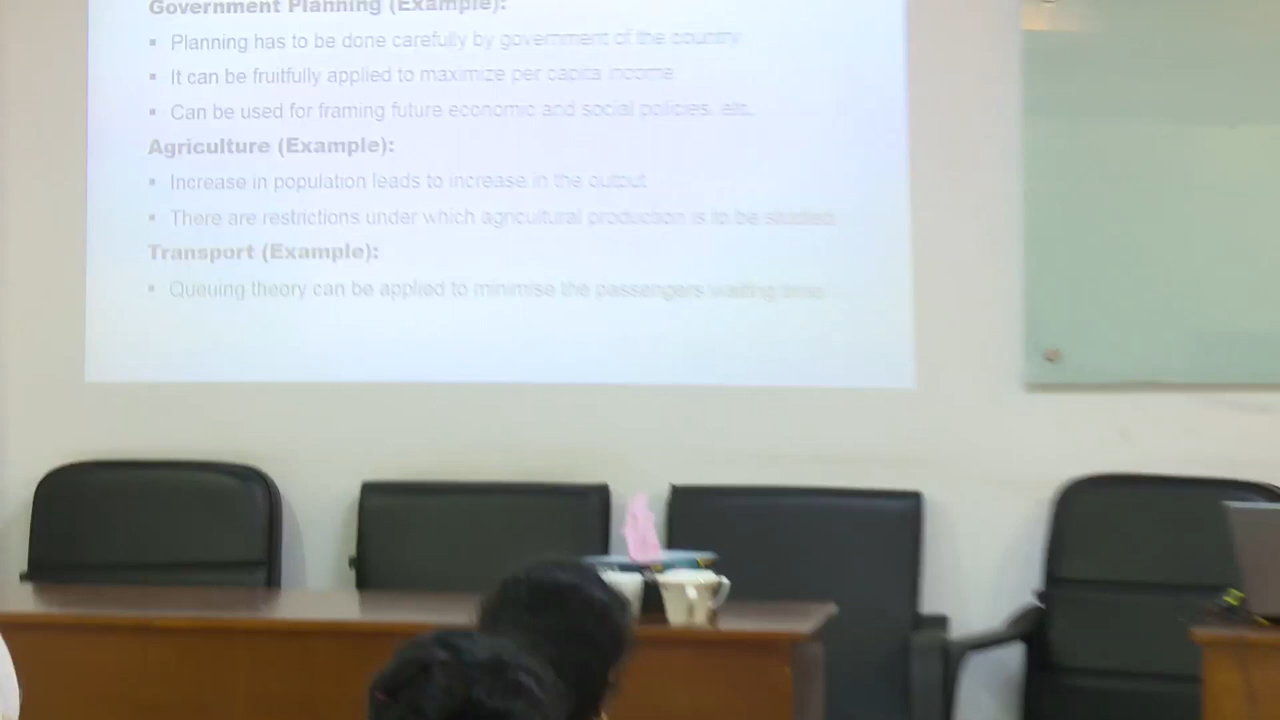 Government Planning (Example):
▪ Planning has to be done carefully by government of the country
▪ It can be fruitfully applied to maximize per capita income
▪ Can be used for framing future economic and social policies, etc.
Agriculture (Example):
▪ Increase in population leads to increase in the output
▪ There are restrictions under which agricultural production is to be studied
Transport (Example):
▪ Queuing theory can be applied to minimise the passengers waiting time